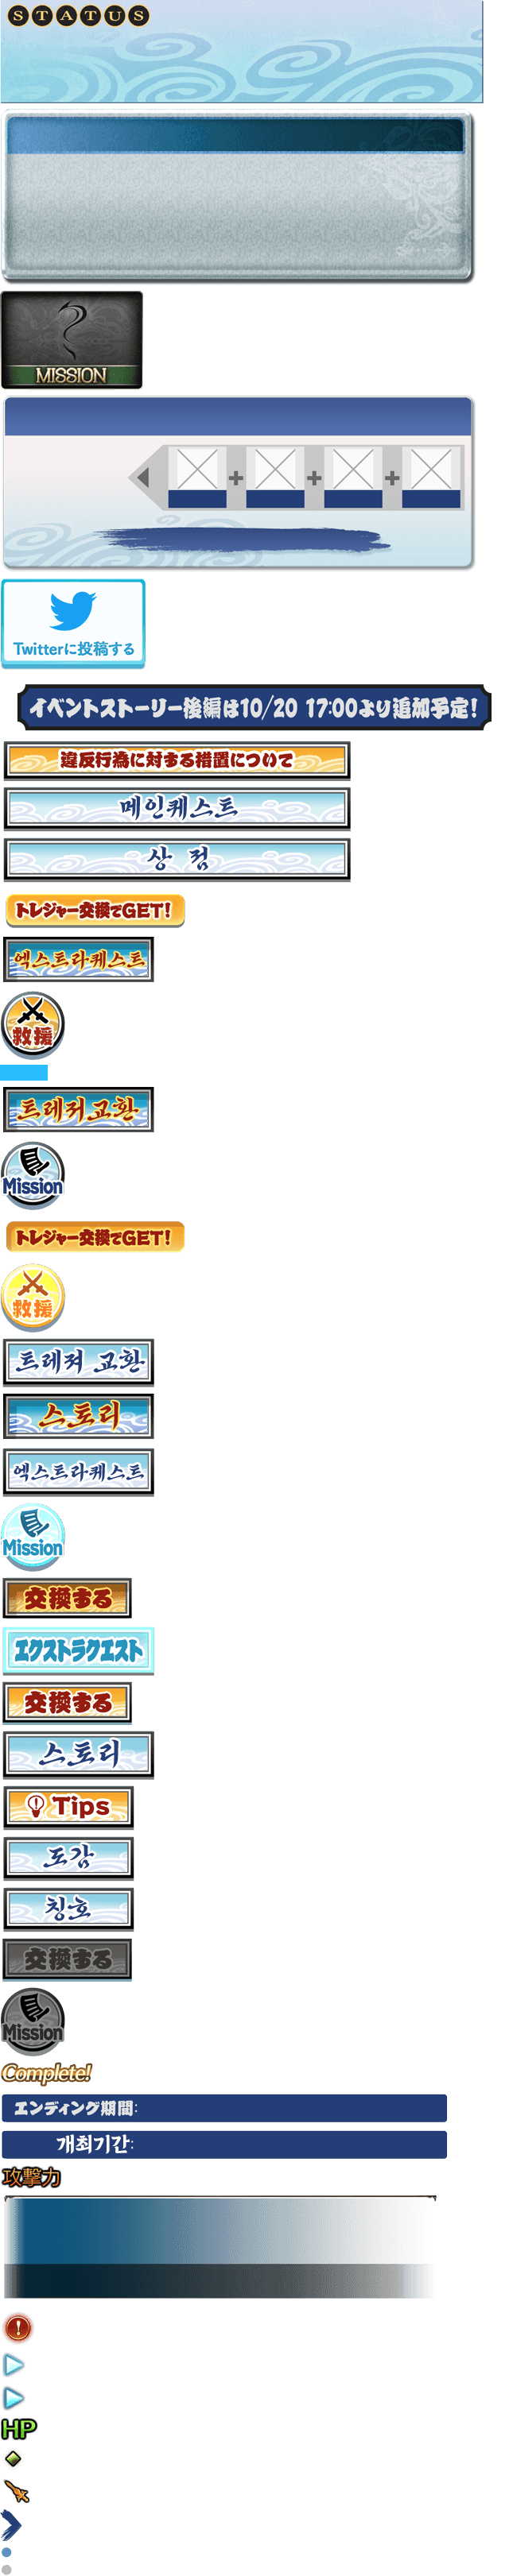 STATUS
MISSION
Twitterに投稿する
イベントストーリー後編は10/20 17:00より追加予定!
違反行為に対する措置について
메인퀘스트
상 점
トレジャー交換でGET!
엑스트라퀘스트
救援
트레져교환
Mission
トレジャー交換でGET!
救援
트레져 교환
스토리
엑스트라퀘스트
Mission
交換する
エクストラクエスト
交換する
스토리
Tips
도감
칭호
交換する
Mission
Complete!
エンディング期間:
개최기간:
攻撃力
HP